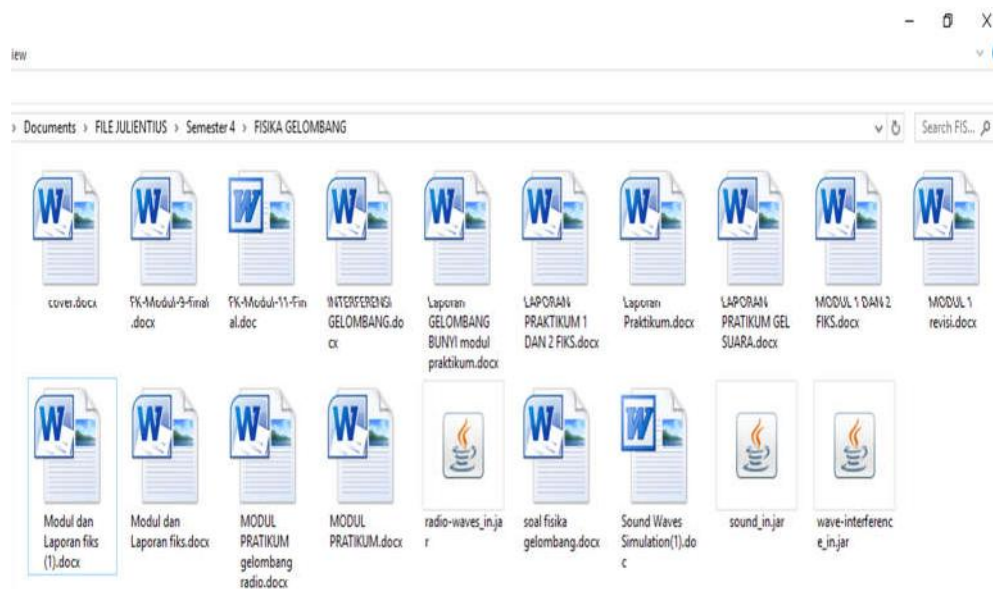 iew
Documents > FILE JULIENTIUS > Semester 4 > FISIKA GELOMBANG
Search FIS...
cover.docx
FK-Modul-9-final
.docx
FK-Modul-11-Fin
al.doc
INTERFERENSI
GELOMBANG.do
cx
Laporan
GELOMBANG
BUNYI modul
praktikum.docx
LAPORAN
PRAKTIKUM 1
DAN 2 FIKS.docx
Laporan
Praktikum.docx
LAPORAN
PRATIKUM GEL
SUARA.docx
MODUL 1 DAN 2
FIKS.docx
MODUL 1
revisi.docx
Modul dan
Laporan fiks
(1).docx
Modul dan
Laporan fiks.docx
MODUL
PRATIKUM
gelombang
radio.docx
MODUL
PRATIKUM.docx
radio-waves_in.ja
r
soal fisika
gelombang.docx
Sound Waves
Simulation(1).do
c
sound_in.jar
wave-interferenc
e_in.jar